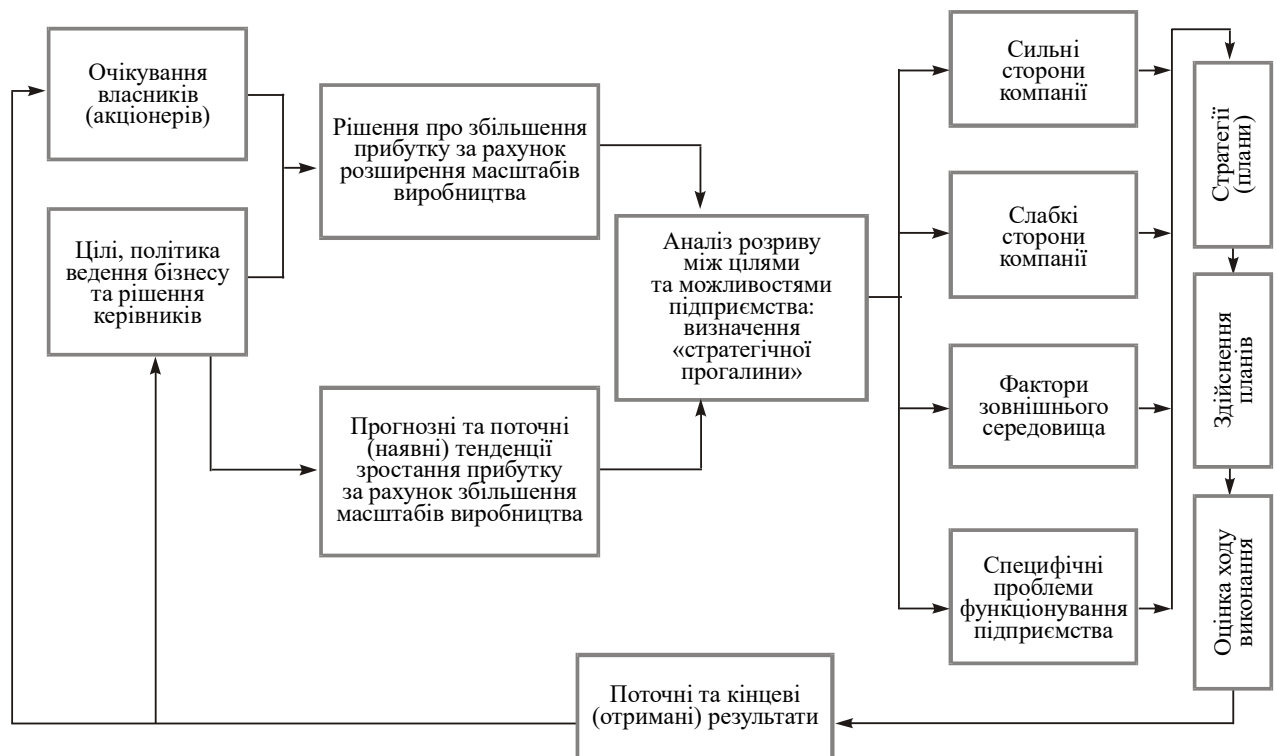 Очікування
власників
(акціонерів)
Цілі, політика
ведення бізнесу
та рішення
керівників
Рішення про збільшення
прибутку за рахунок
розширення масштабів
виробництва
Прогнозні та поточні
(наявні) тенденції
зростання прибутку
за рахунок збільшення
масштабів виробництва
Аналіз розриву
між цілями
та можливостями
підприємства:
визначення
«стратегічної
прогалини»
Сильні
сторони
компанії
Слабкі
сторони
компанії
Фактори
зовнішнього
середовища
Специфічні
проблеми
функціонування
підприємства
Стратегії
(плани)
Здійснення
планів
Оцінка ходу
виконання
Поточні та кінцеві
(отримані) результати